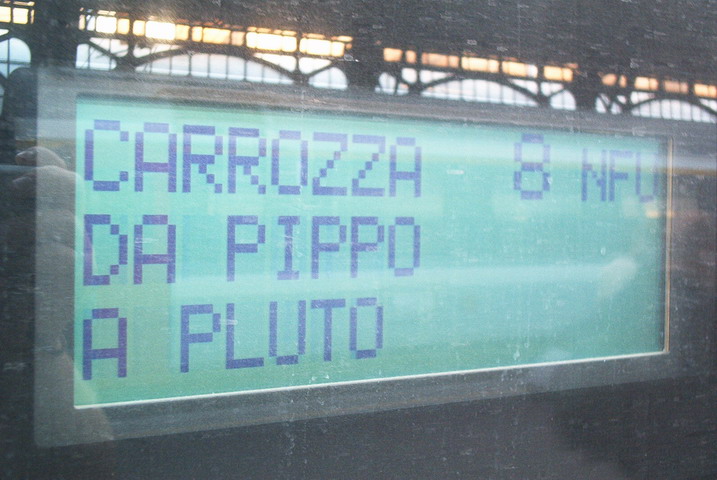 CARROZZA 8 NFU
DA PIPPO
A PLUTO